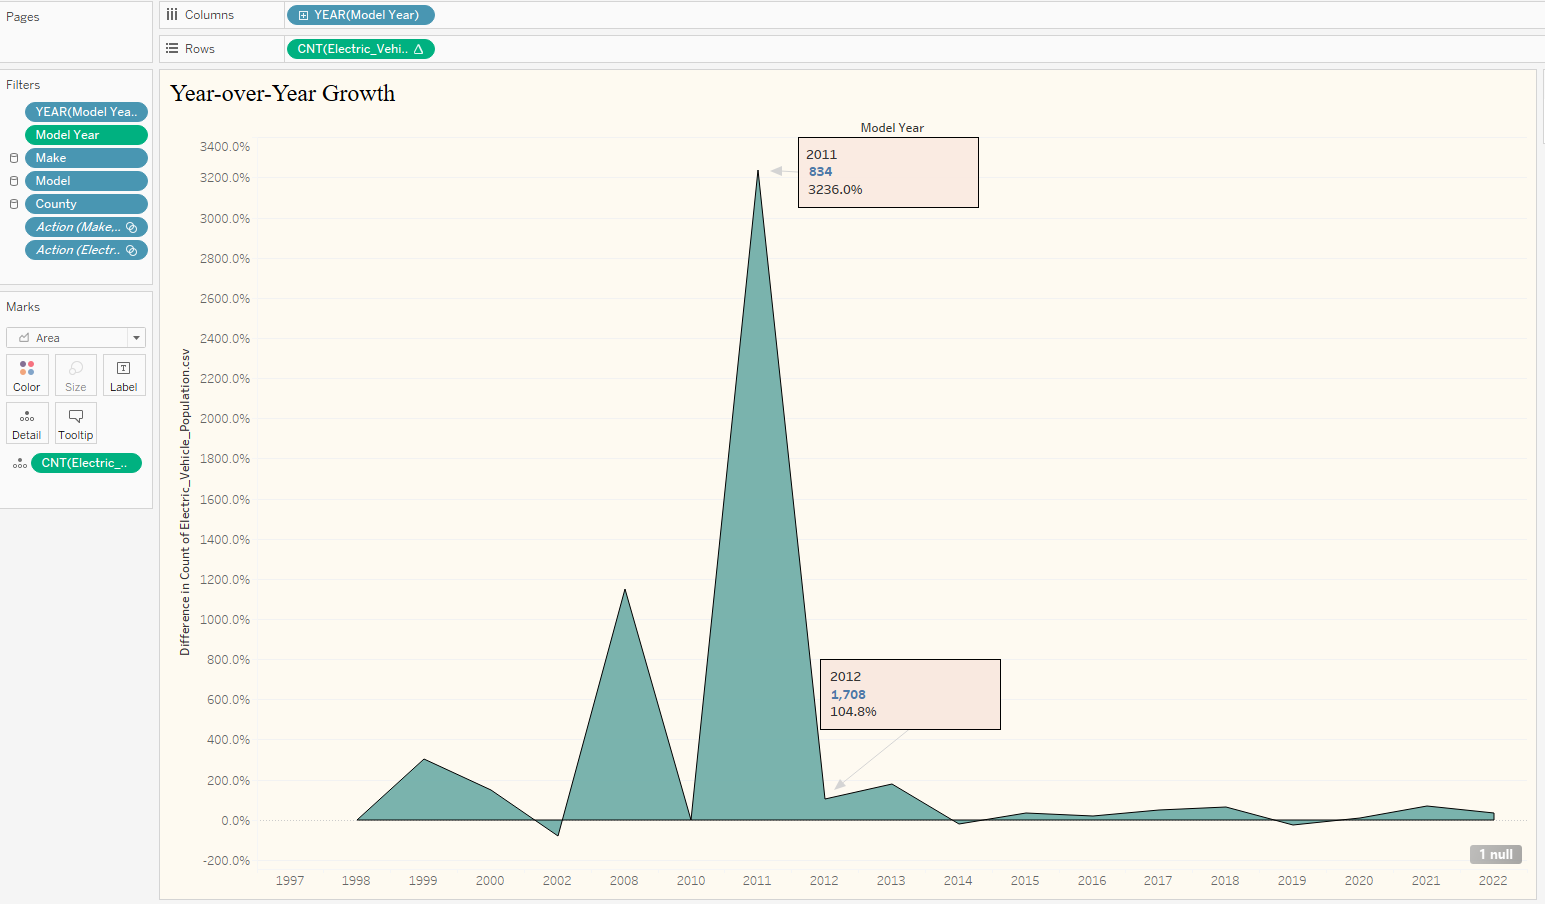 Pages
Columns
YEAR(Model Year)
Rows
CNT(Electric_Vehi.. Δ
Filters
YEAR(Model Yea..
Model Year
Make
Model
County
Action (Make,..
Action (Electr..
Marks
Area
Color
Size
Label
Detail
Tooltip
CNT(Electric_..
Year-over-Year Growth
Model Year
Difference in Count of Electric_Vehicle_Population.csv
3400.0%
3200.0%
3000.0%
2800.0%
2600.0%
2400.0%
2200.0%
2000.0%
1800.0%
1600.0%
1400.0%
1200.0%
1000.0%
800.0%
600.0%
400.0%
200.0%
0.0%
-200.0%
2011
834
3236.0%
2012
1,708
104.8%
1 null
1997 1998 1999 2000 2002 2008 2010 2011 2012 2013 2014 2015 2016 2017 2018 2019 2020 2021 2022